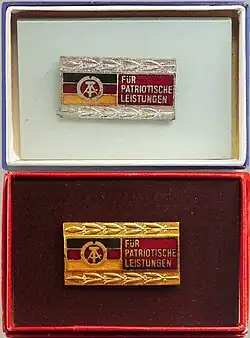 FÜR
PATRIOTISCHE
LEISTUNGEN
FÜR
PATRIOTISCHE
LEISTUNGEN